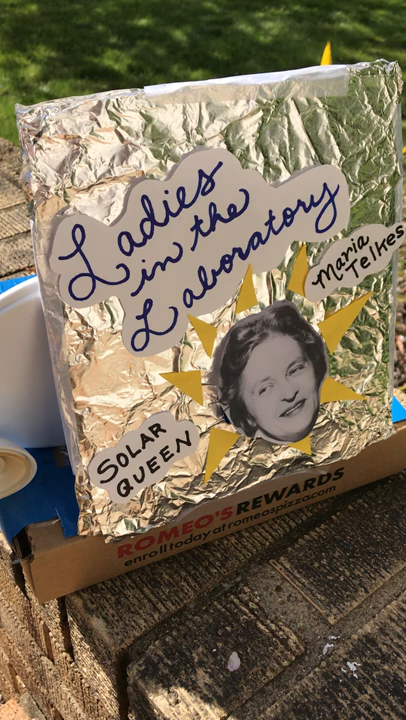 Ladies
in the
Laboratory
Maria
Telkes
SOLAR
QUEEN
ROMEO'S REWARDS
enroll today at romeospizza.com